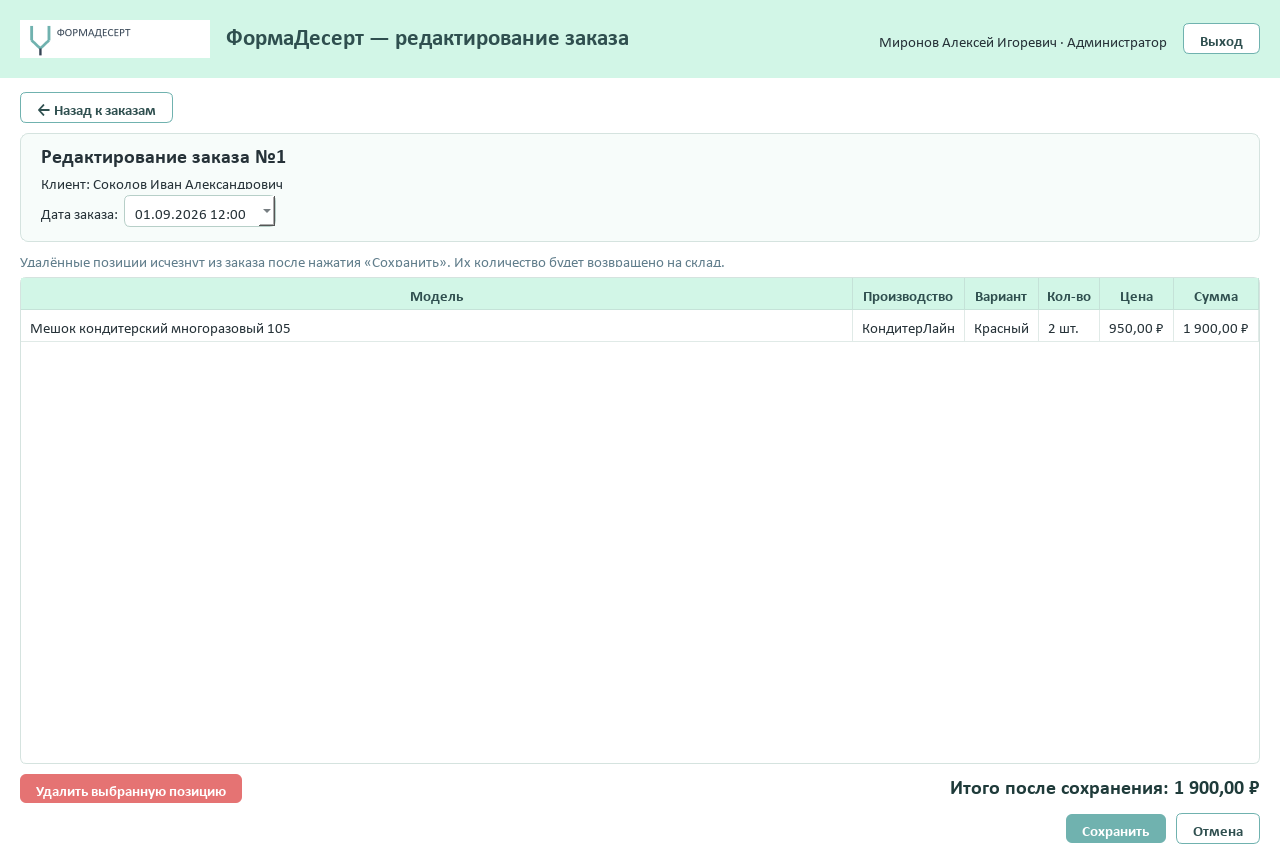 ФОРМАДЕСЕРТ
ФормаДесерт — редактирование заказа
Миронов Алексей Игоревич · Администратор
Выход
← Назад к заказам
Редактирование заказа №1
Клиент: Соколов Иван Александрович
Дата заказа: 01.09.2026 12:00
Удалённые позиции исчезнут из заказа после нажатия «Сохранить». Их количество будет возвращено на склад.
Модель Производство Вариант Кол-во Цена Сумма
Мешок кондитерский многоразовый 105 КондитерЛайн Красный 2 шт. 950,00 ₽ 1 900,00 ₽
Удалить выбранную позицию
Итого после сохранения: 1 900,00 ₽
Сохранить
Отмена